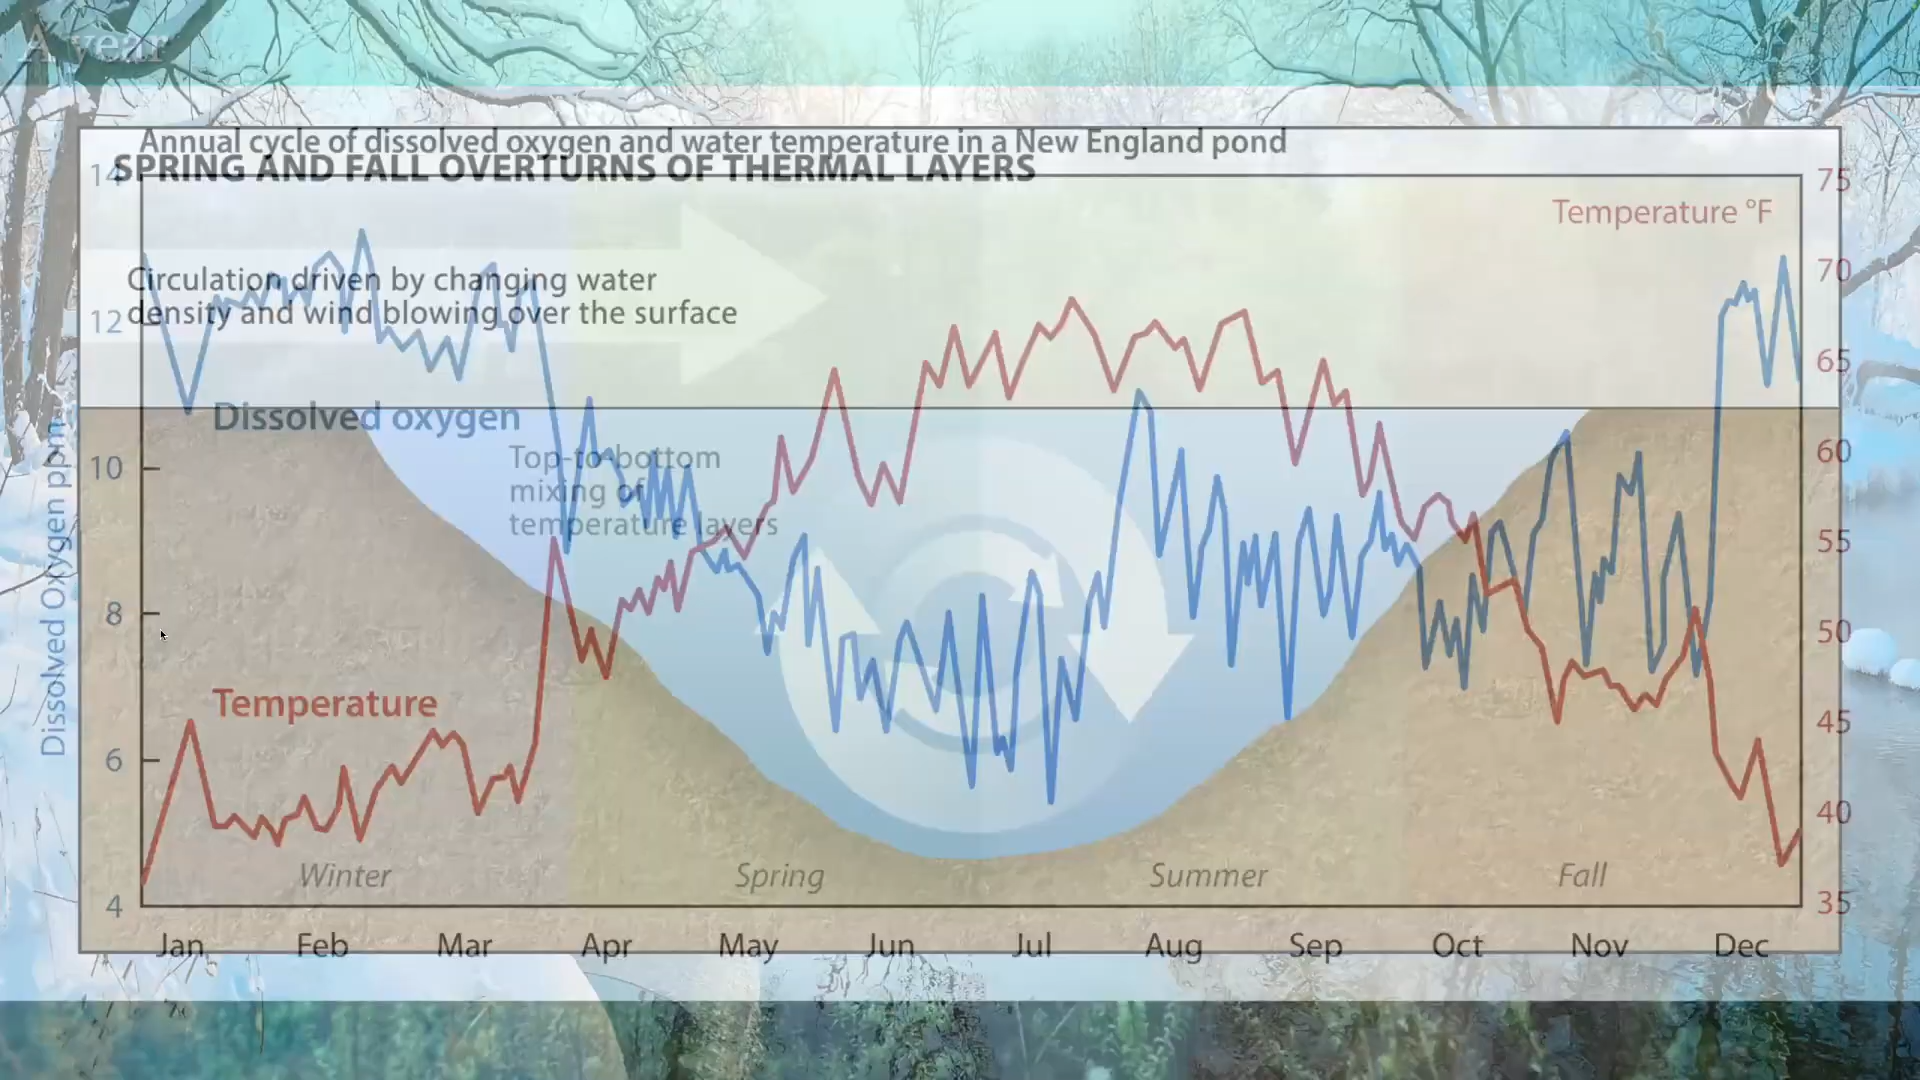 A year
Annual cycle of dissolved oxygen and water temperature in a New England pond
SPRING AND FALL OVERTURNS OF THERMAL LAYERS
14
75
Temperature °F
70
Circulation driven by changing water
density and wind blowing over the surface
12
65
Dissolved oxygen
Top-to-bottom
mixing of
temperature layers
10
60
Dissolved Oxygen ppm
55
8
50
Temperature
45
6
40
Winter
Spring
Summer
Fall
4
35
Jan
Feb
Mar
Apr
May
Jun
Jul
Aug
Sep
Oct
Nov
Dec